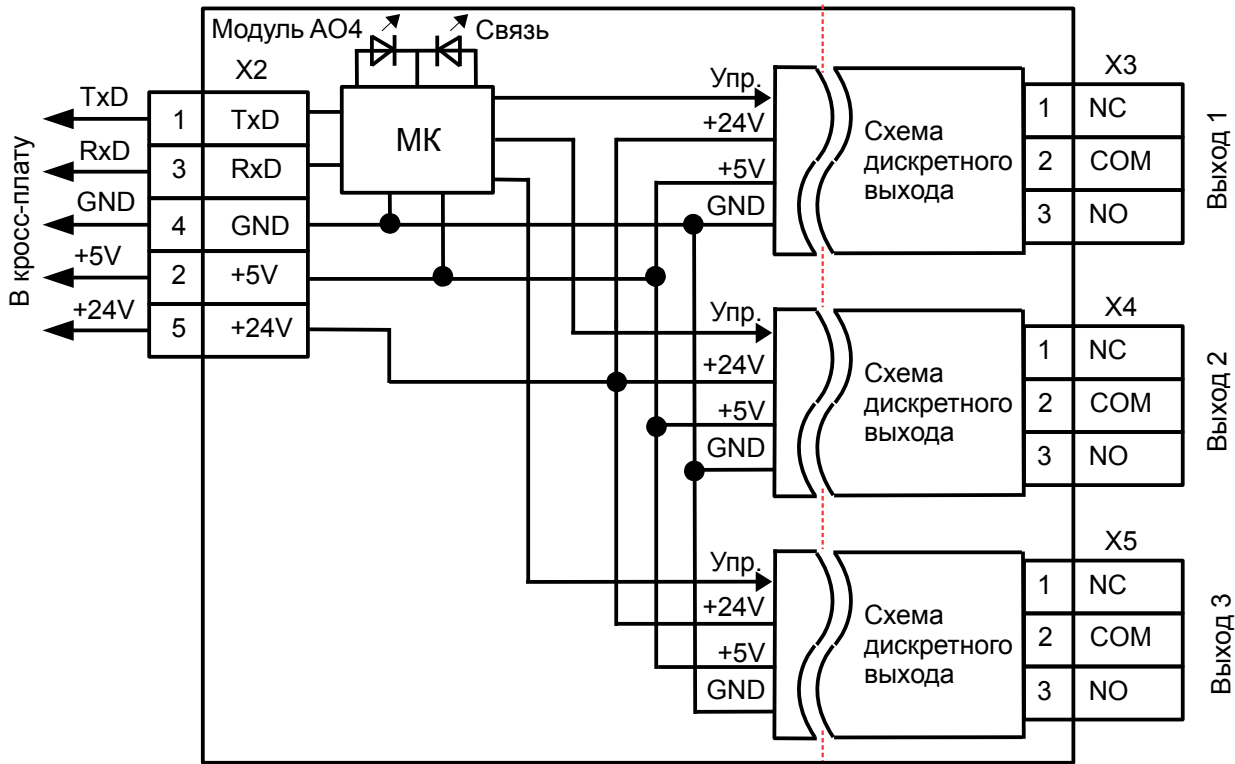 Модуль АО4
Связь
X2
В кросс-плату
TxD
1 TxD
RxD
3 RxD
GND
4 GND
+5V
2 +5V
+24V
5 +24V
МК
Упр.
+24V
+5V
GND
Схема
дискретного
выхода
X3
1 NC
2 COM
3 NO
Выход 1
Упр.
+24V
+5V
GND
Схема
дискретного
выхода
X4
1 NC
2 COM
3 NO
Выход 2
Упр.
+24V
+5V
GND
Схема
дискретного
выхода
X5
1 NC
2 COM
3 NO
Выход 3